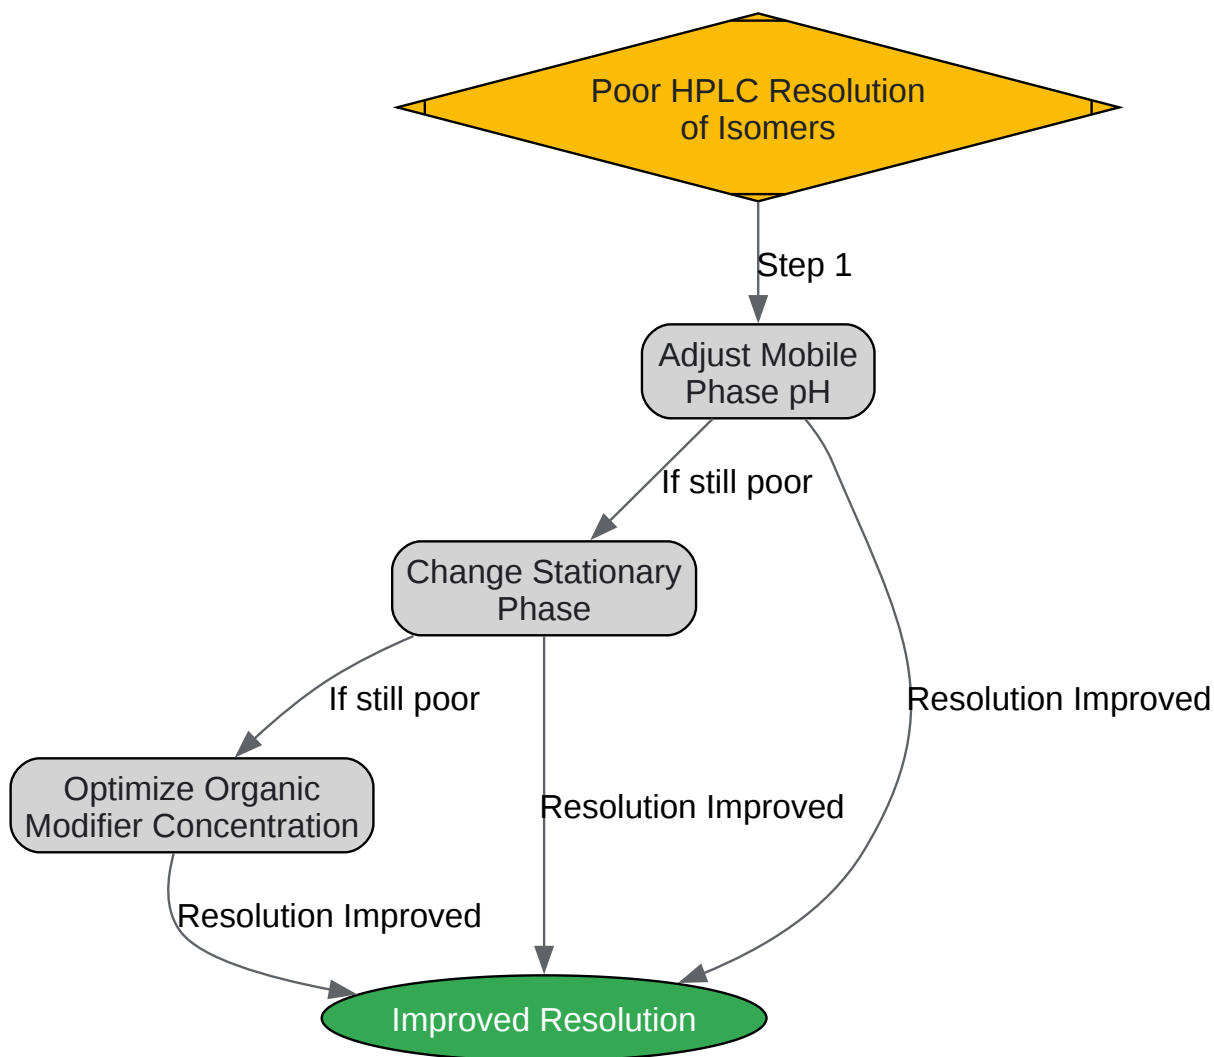 Poor HPLC Resolution
of Isomers
Step 1
Adjust Mobile
Phase pH
If still poor
Change Stationary
Phase
If still poor
Resolution Improved
Optimize Organic
Modifier Concentration
Resolution Improved
Resolution Improved
Improved Resolution